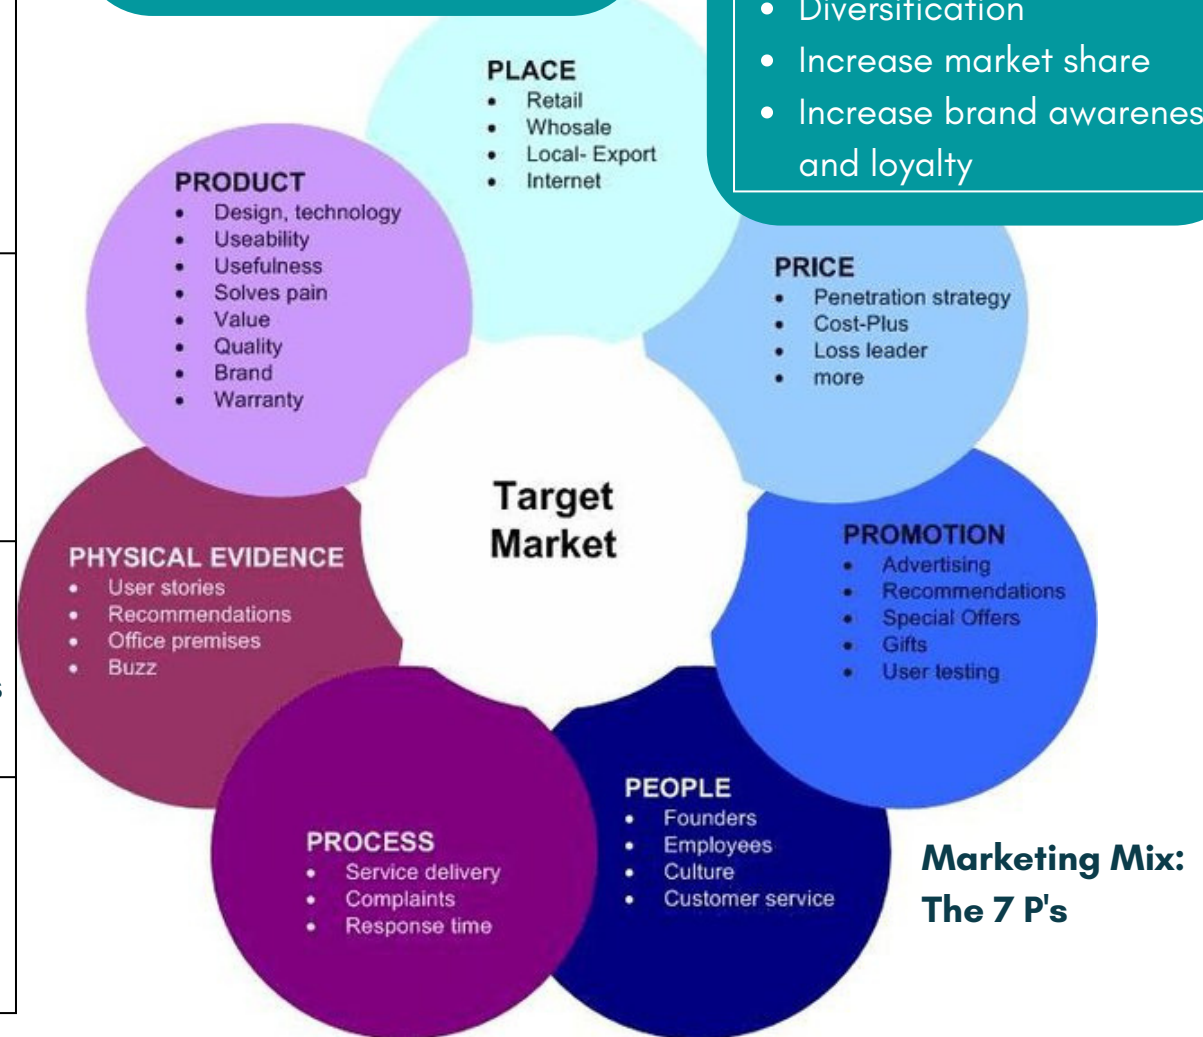 Diversification
Increase market share
Increase brand awarenes
and loyalty
PLACE
Retail
Whosale
Local- Export
Internet
PRODUCT
Design, technology
Useability
Usefulness
Solves pain
Value
Quality
Brand
Warranty
PRICE
Penetration strategy
Cost-Plus
Loss leader
more
Target
Market
PROMOTION
Advertising
Recommendations
Special Offers
Gifts
User testing
PHYSICAL EVIDENCE
User stories
Recommendations
Office premises
Buzz
s
PEOPLE
Founders
Employees
Culture
Customer service
PROCESS
Service delivery
Complaints
Response time
Marketing Mix:
The 7 P's